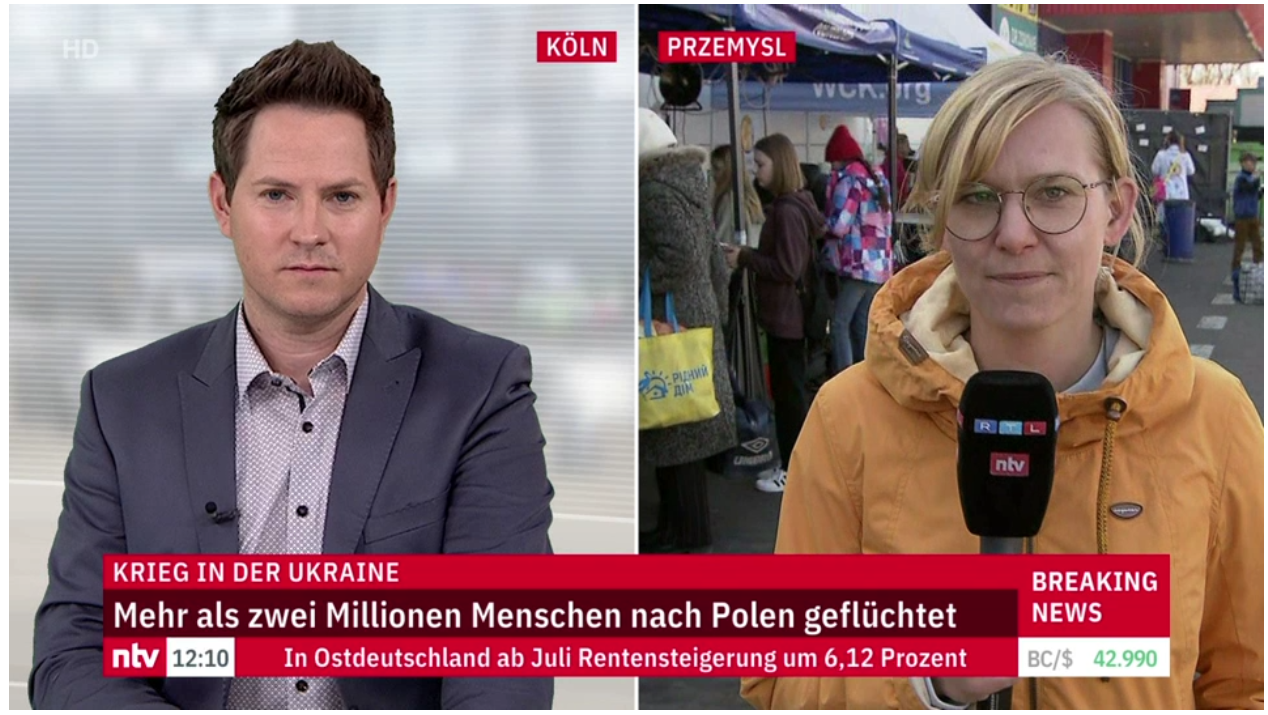 HD
KÖLN
PRZEMYSL
WCK.org
РІДНИЙ
ДІМ
RTL
ntv
KRIEG IN DER UKRAINE
Mehr als zwei Millionen Menschen nach Polen geflüchtet
BREAKING
NEWS
ntv 12:10 In Ostdeutschland ab Juli Rentensteigerung um 6,12 Prozent BC/$ 42.990